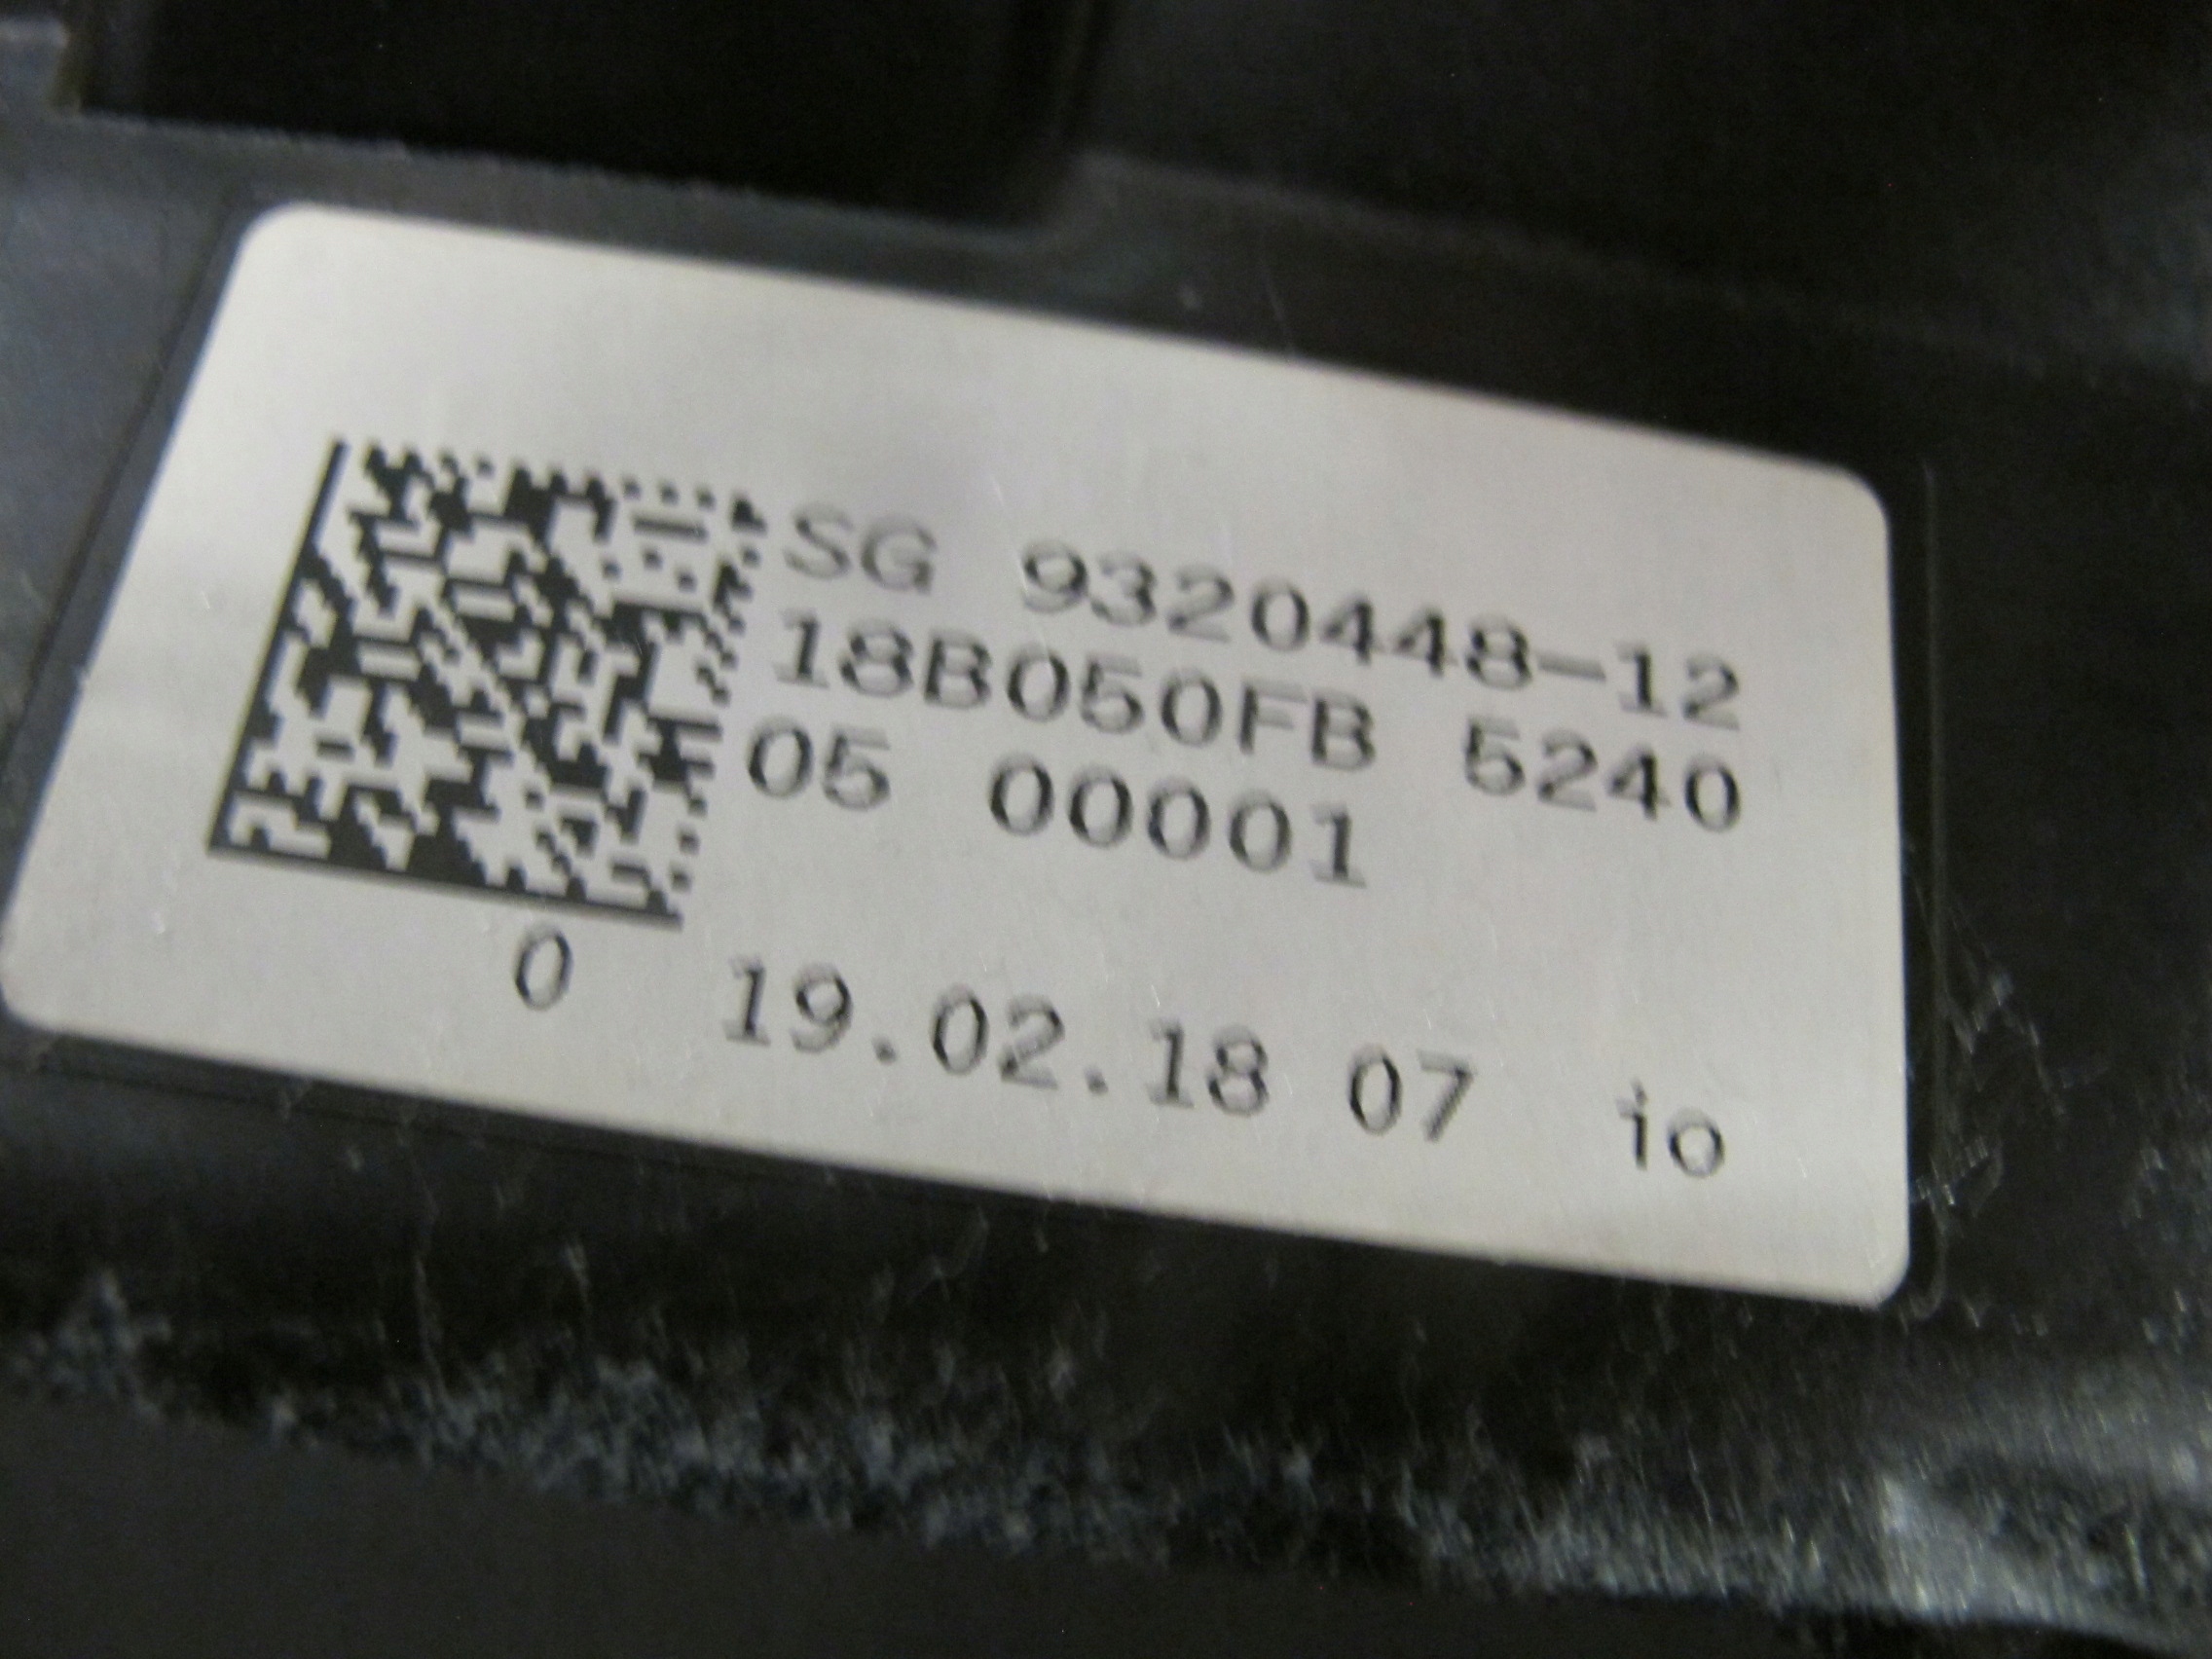 SG 9320448-12
18B050FB 5240
05 00001
0 19.02.18 07 io